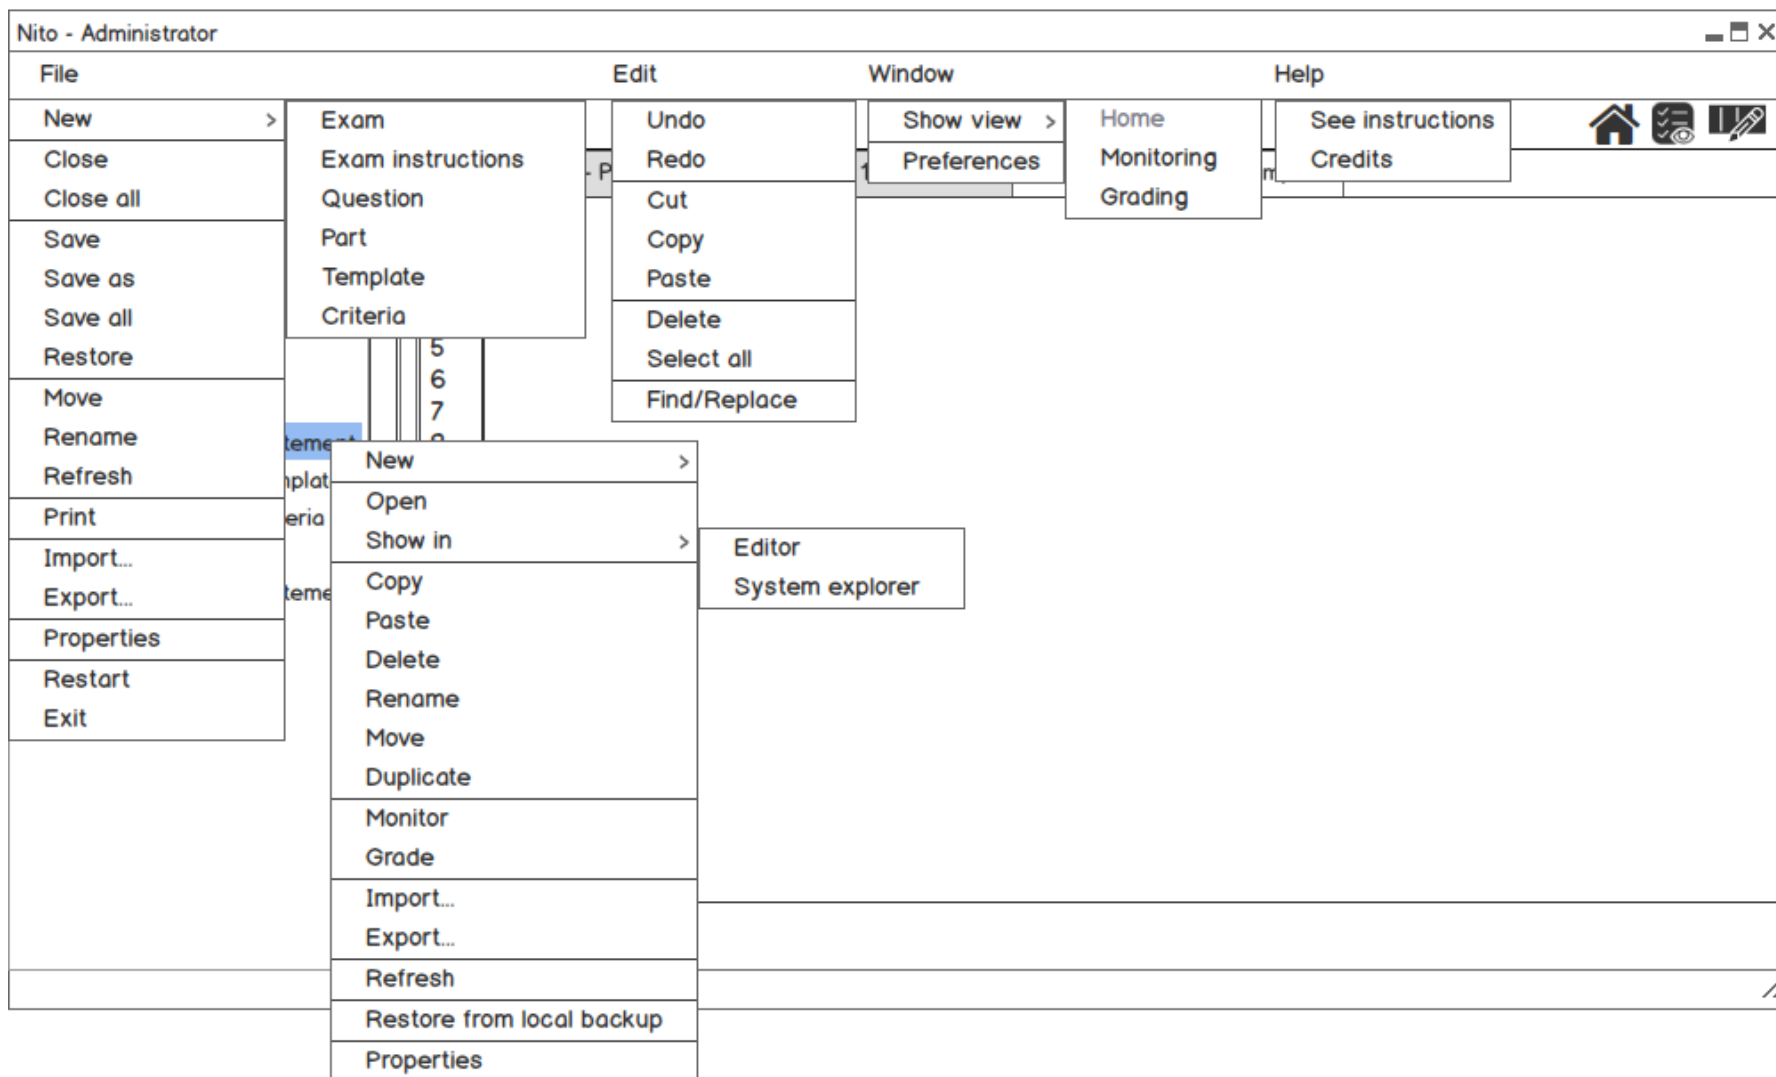 Nito - Administrator
File Edit Window Help
New >
Close
Close all
Save
Save as
Save all
Restore
Move
Rename
Refresh
Print
Import...
Export...
Properties
Restart
Exit
Exam
Exam instructions
Question
Part
Template
Criteria
Undo
Redo
Cut
Copy
Paste
Delete
Select all
Find/Replace
Show view >
Preferences
Home
Monitoring
Grading
See instructions
Credits
- P
5
6
7
New >
Open
Show in >
Copy
Paste
Delete
Rename
Move
Duplicate
Monitor
Grade
Import...
Export...
Refresh
Restore from local backup
Properties
Editor
System explorer